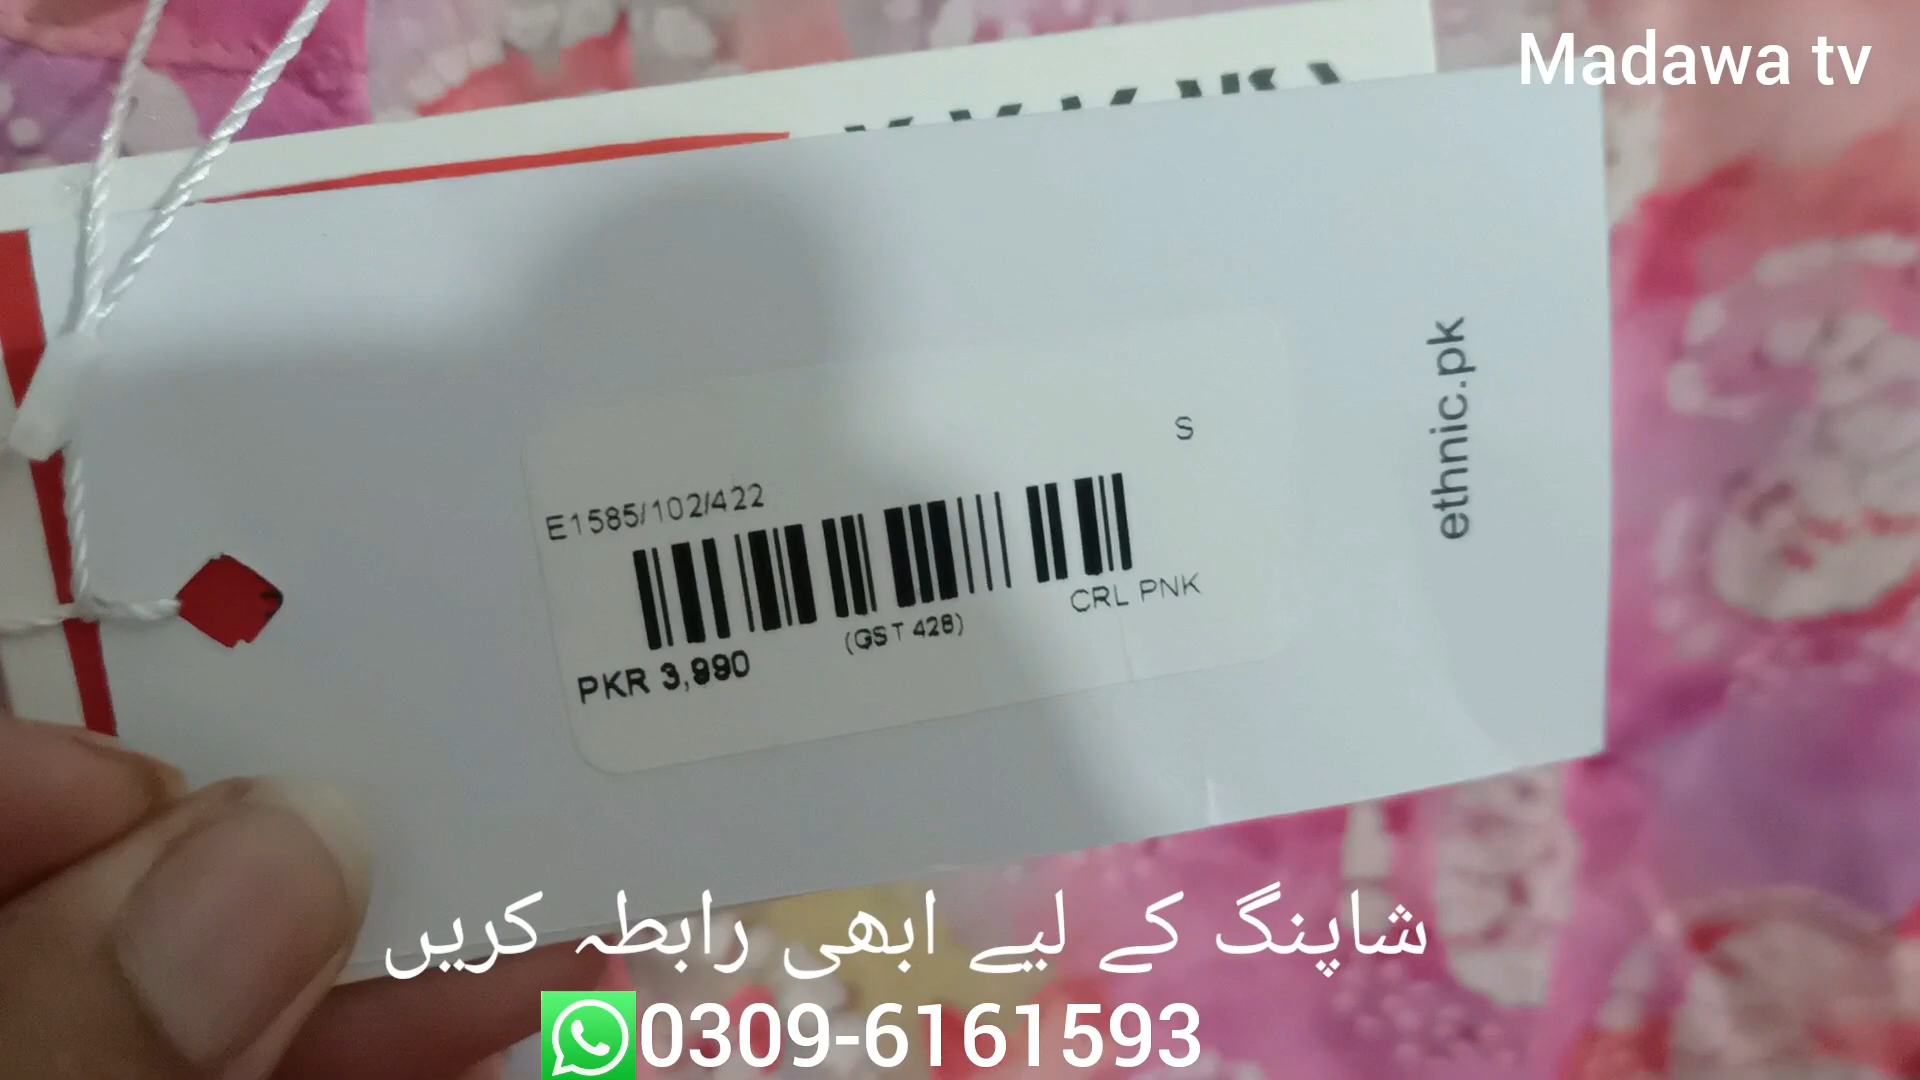 Madawa tv
ethnic.pk
S
E1585/102/422
CRL PNK
(GST 428)
PKR 3,990
شاپنگ کے لیے ابھی رابطہ کریں
0309-6161593